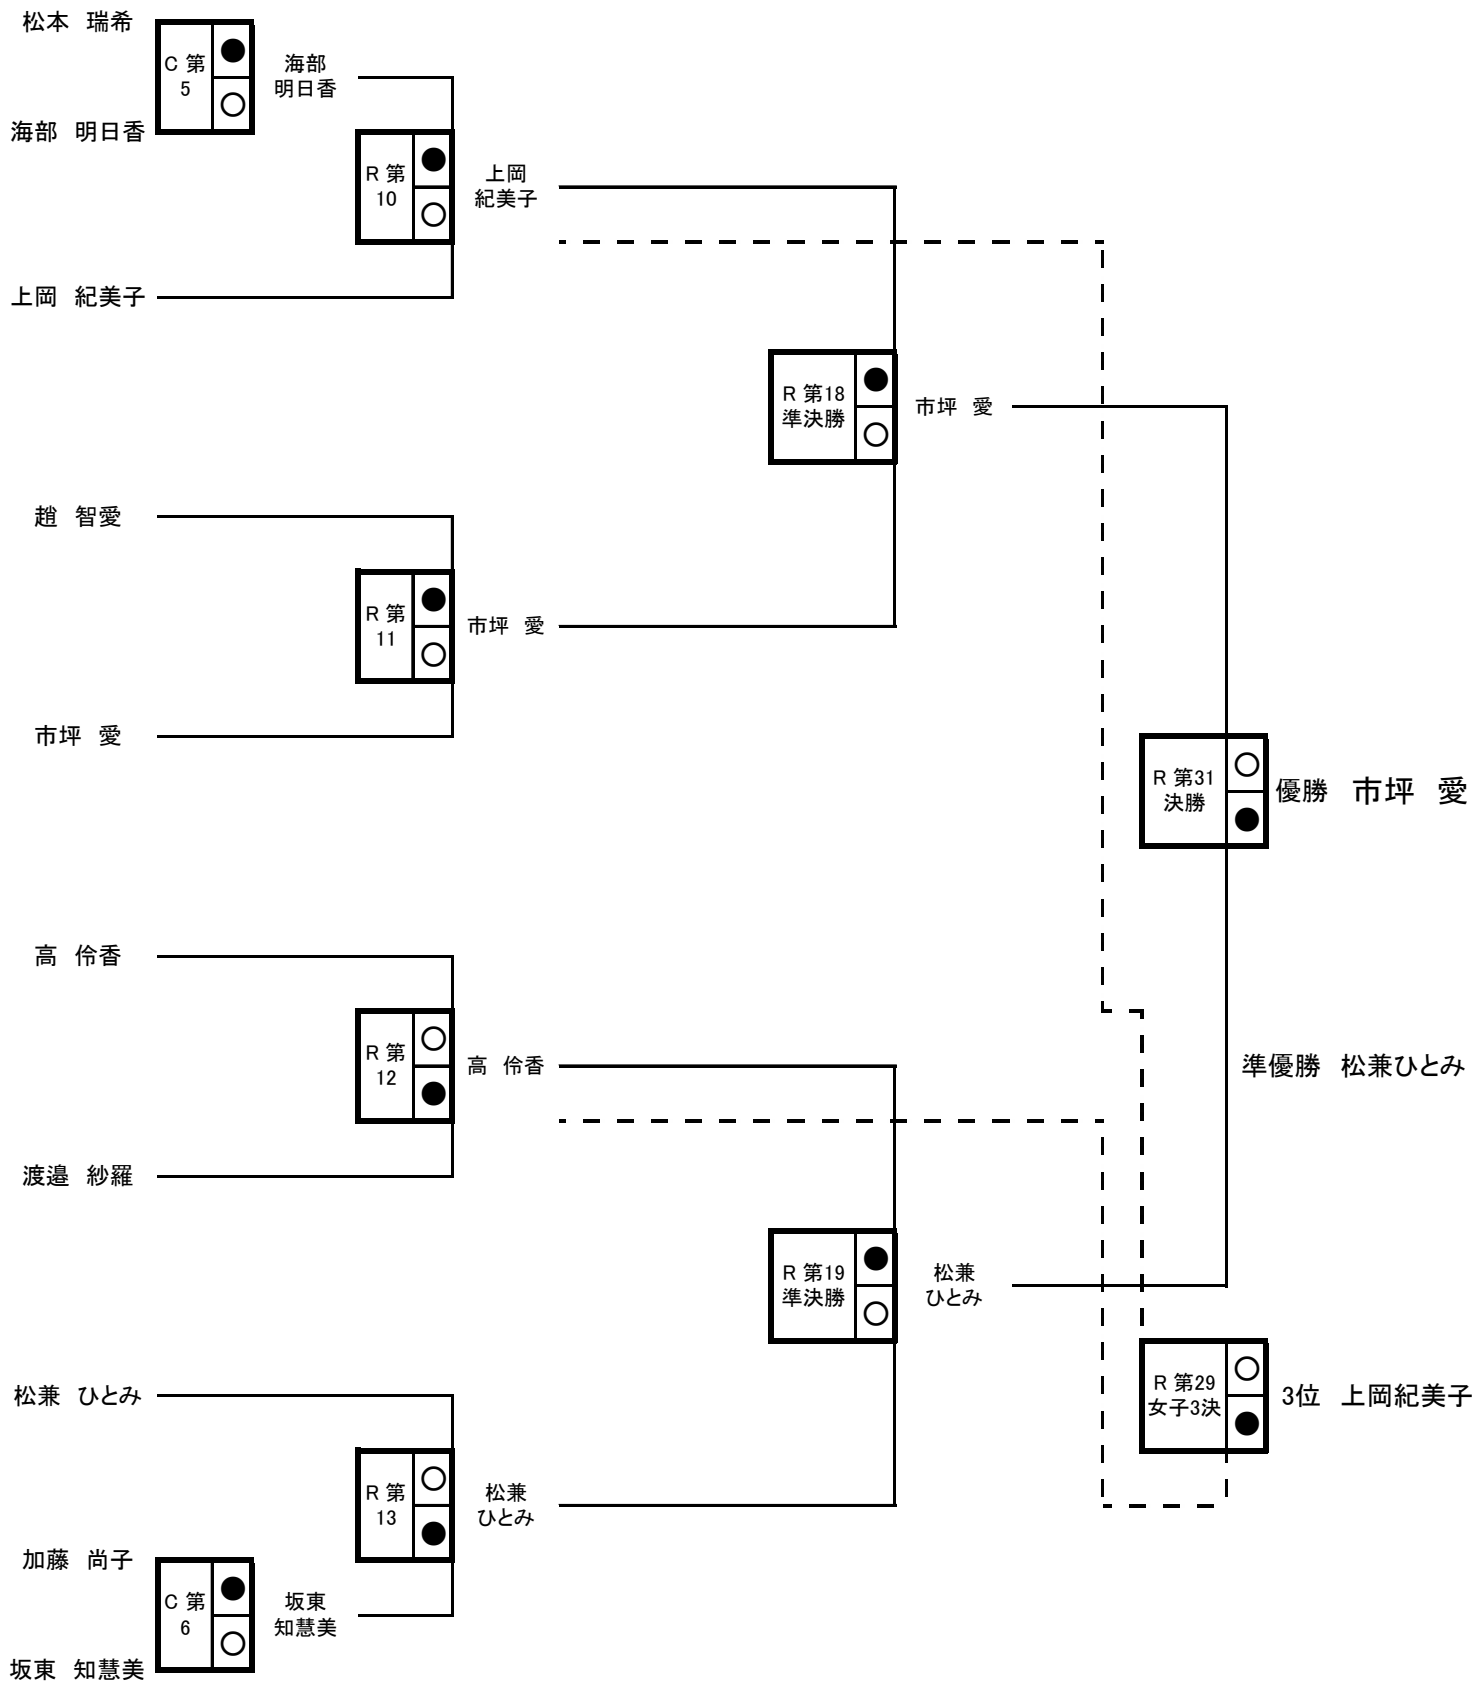 松本 瑞希
C 第
5
海部
明日香
海部 明日香
R 第
10
上岡
紀美子
上岡 紀美子
R 第18
準決勝
市坪 愛
趙 智愛
R 第
11
市坪 愛
市坪 愛
R 第31
決勝
優勝 市坪 愛
高 伶香
R 第
12
高 伶香
準優勝 松兼ひとみ
渡邉 紗羅
R 第19
準決勝
松兼
ひとみ
松兼 ひとみ
R 第29
女子3決
3位 上岡紀美子
R 第
13
松兼
ひとみ
加藤 尚子
C 第
6
坂東
知慧美
坂東 知慧美